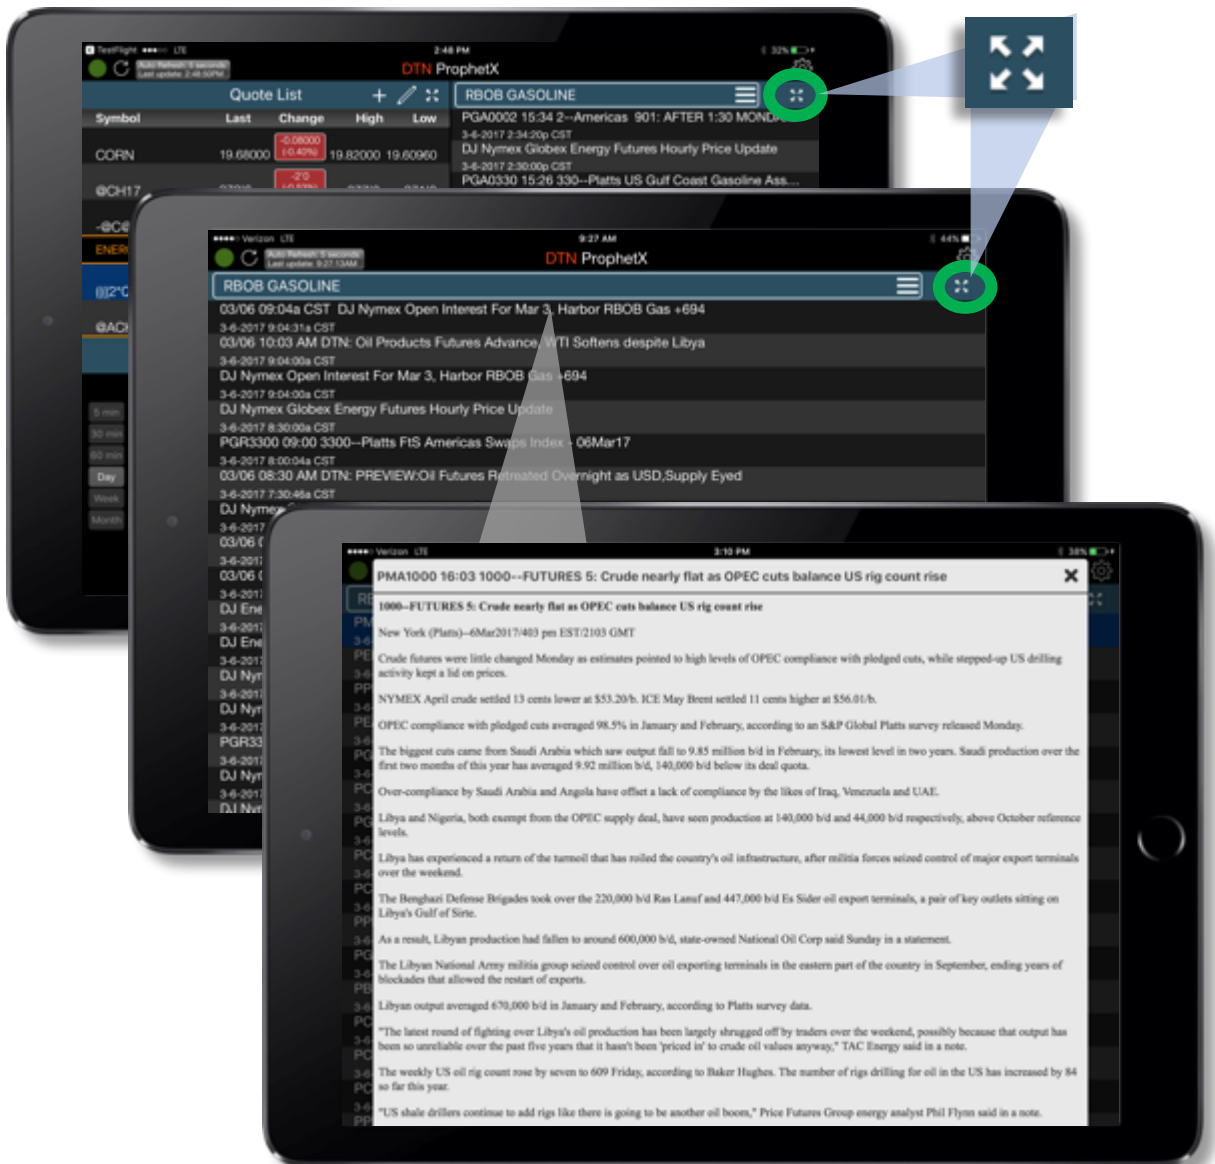 TestFlight LTE 2:48 PM 32%
Auto Refresh: 5 seconds
Last update: 2:48:50PM
DTN ProphetX
Quote List
RBOB GASOLINE
Symbol Last Change High Low
CORN 19.68000 -0.08000 (-0.40%) 19.82000 19.60960
@CH17 -2'0
PGA0002 15:34 2--Americas 901: AFTER 1:30
3-6-2017 2:34:20p CST
DJ Nymex Globex Energy Futures Hourly Price Update
3-6-2017 2:30:00p CST
PGA0330 15:26 330--Platts US Gulf Coast Gasoline Ass...
5 min
30 min
60 min
Day
Week
Month
Verizon LTE 9:27 AM 44%
Auto Refresh: 5 seconds
Last update: 9:27:13AM
DTN ProphetX
RBOB GASOLINE
03/06 09:04a CST DJ Nymex Open Interest For Mar 3, Harbor RBOB Gas +694
3-6-2017 9:04:31a CST
03/06 10:03 AM DTN: Oil Products Futures Advance, WTI Softens despite Libya
3-6-2017 9:04:00a CST
DJ Nymex Open Interest For Mar 3, Harbor RBOB Gas +694
3-6-2017 9:04:00a CST
DJ Nymex Globex Energy Futures Hourly Price Update
3-6-2017 8:30:00a CST
PGR3300 09:00 3300--Platts FtS Americas Swaps Index - 06Mar17
3-6-2017 8:00:04a CST
03/06 08:30 AM DTN: PREVIEW:Oil Futures Retreated Overnight as USD,Supply Eyed
3-6-2017 7:30:46a CST
Verizon LTE 3:10 PM 38%
PMA1000 16:03 1000--FUTURES 5: Crude nearly flat as OPEC cuts balance US rig count rise
1000--FUTURES 5: Crude nearly flat as OPEC cuts balance US rig count rise
New York (Platts)--6Mar2017/403 pm EST/2103 GMT
Crude futures were little changed Monday as estimates pointed to high levels of OPEC compliance with pledged cuts, while stepped-up US drilling
activity kept a lid on prices.
NYMEX April crude settled 13 cents lower at $53.20/b. ICE May Brent settled 11 cents higher at $56.01/b.
OPEC compliance with pledged cuts averaged 98.5% in January and February, according to an S&P Global Platts survey released Monday.
The biggest cuts came from Saudi Arabia which saw output fall to 9.85 million b/d in February, its lowest level in two years. Saudi production over the
first two months of this year has averaged 9.92 million b/d, 140,000 b/d below its deal quota.
Over-compliance by Saudi Arabia and Angola have offset a lack of compliance by the likes of Iraq, Venezuela and UAE.
Libya and Nigeria, both exempt from the OPEC supply deal, have seen production at 140,000 b/d and 44,000 b/d respectively, above October reference
levels.
Libya has experienced a return of the turmoil that has roiled the country's oil infrastructure, after militia forces seized control of major export terminals
over the weekend.
The Benghazi Defense Brigades took over the 220,000 b/d Ras Lanuf and 447,000 b/d Es Sider oil export terminals, a pair of key outlets sitting on
Libya's Gulf of Sirte.
As a result, Libyan production had fallen to around 600,000 b/d, state-owned National Oil Corp said Sunday in a statement.
The Libyan National Army militia group seized control over oil exporting terminals in the eastern part of the country in September, ending years of
blockades that allowed the restart of exports.
Libyan output averaged 670,000 b/d in January and February, according to Platts survey data.
"The latest round of fighting over Libya's oil production has been largely shrugged off by traders over the weekend, possibly because that output has
been so unreliable over the past five years that it hasn't been 'priced in' to crude oil values anyway," TAC Energy said in a note.
The weekly US oil rig count rose by seven to 609 Friday, according to Baker Hughes. The number of rigs drilling for oil in the US has increased by 84
so far this year.
"US shale drillers continue to add rigs like there is going to be another oil boom," Price Futures Group energy analyst Phil Flynn said in a note.